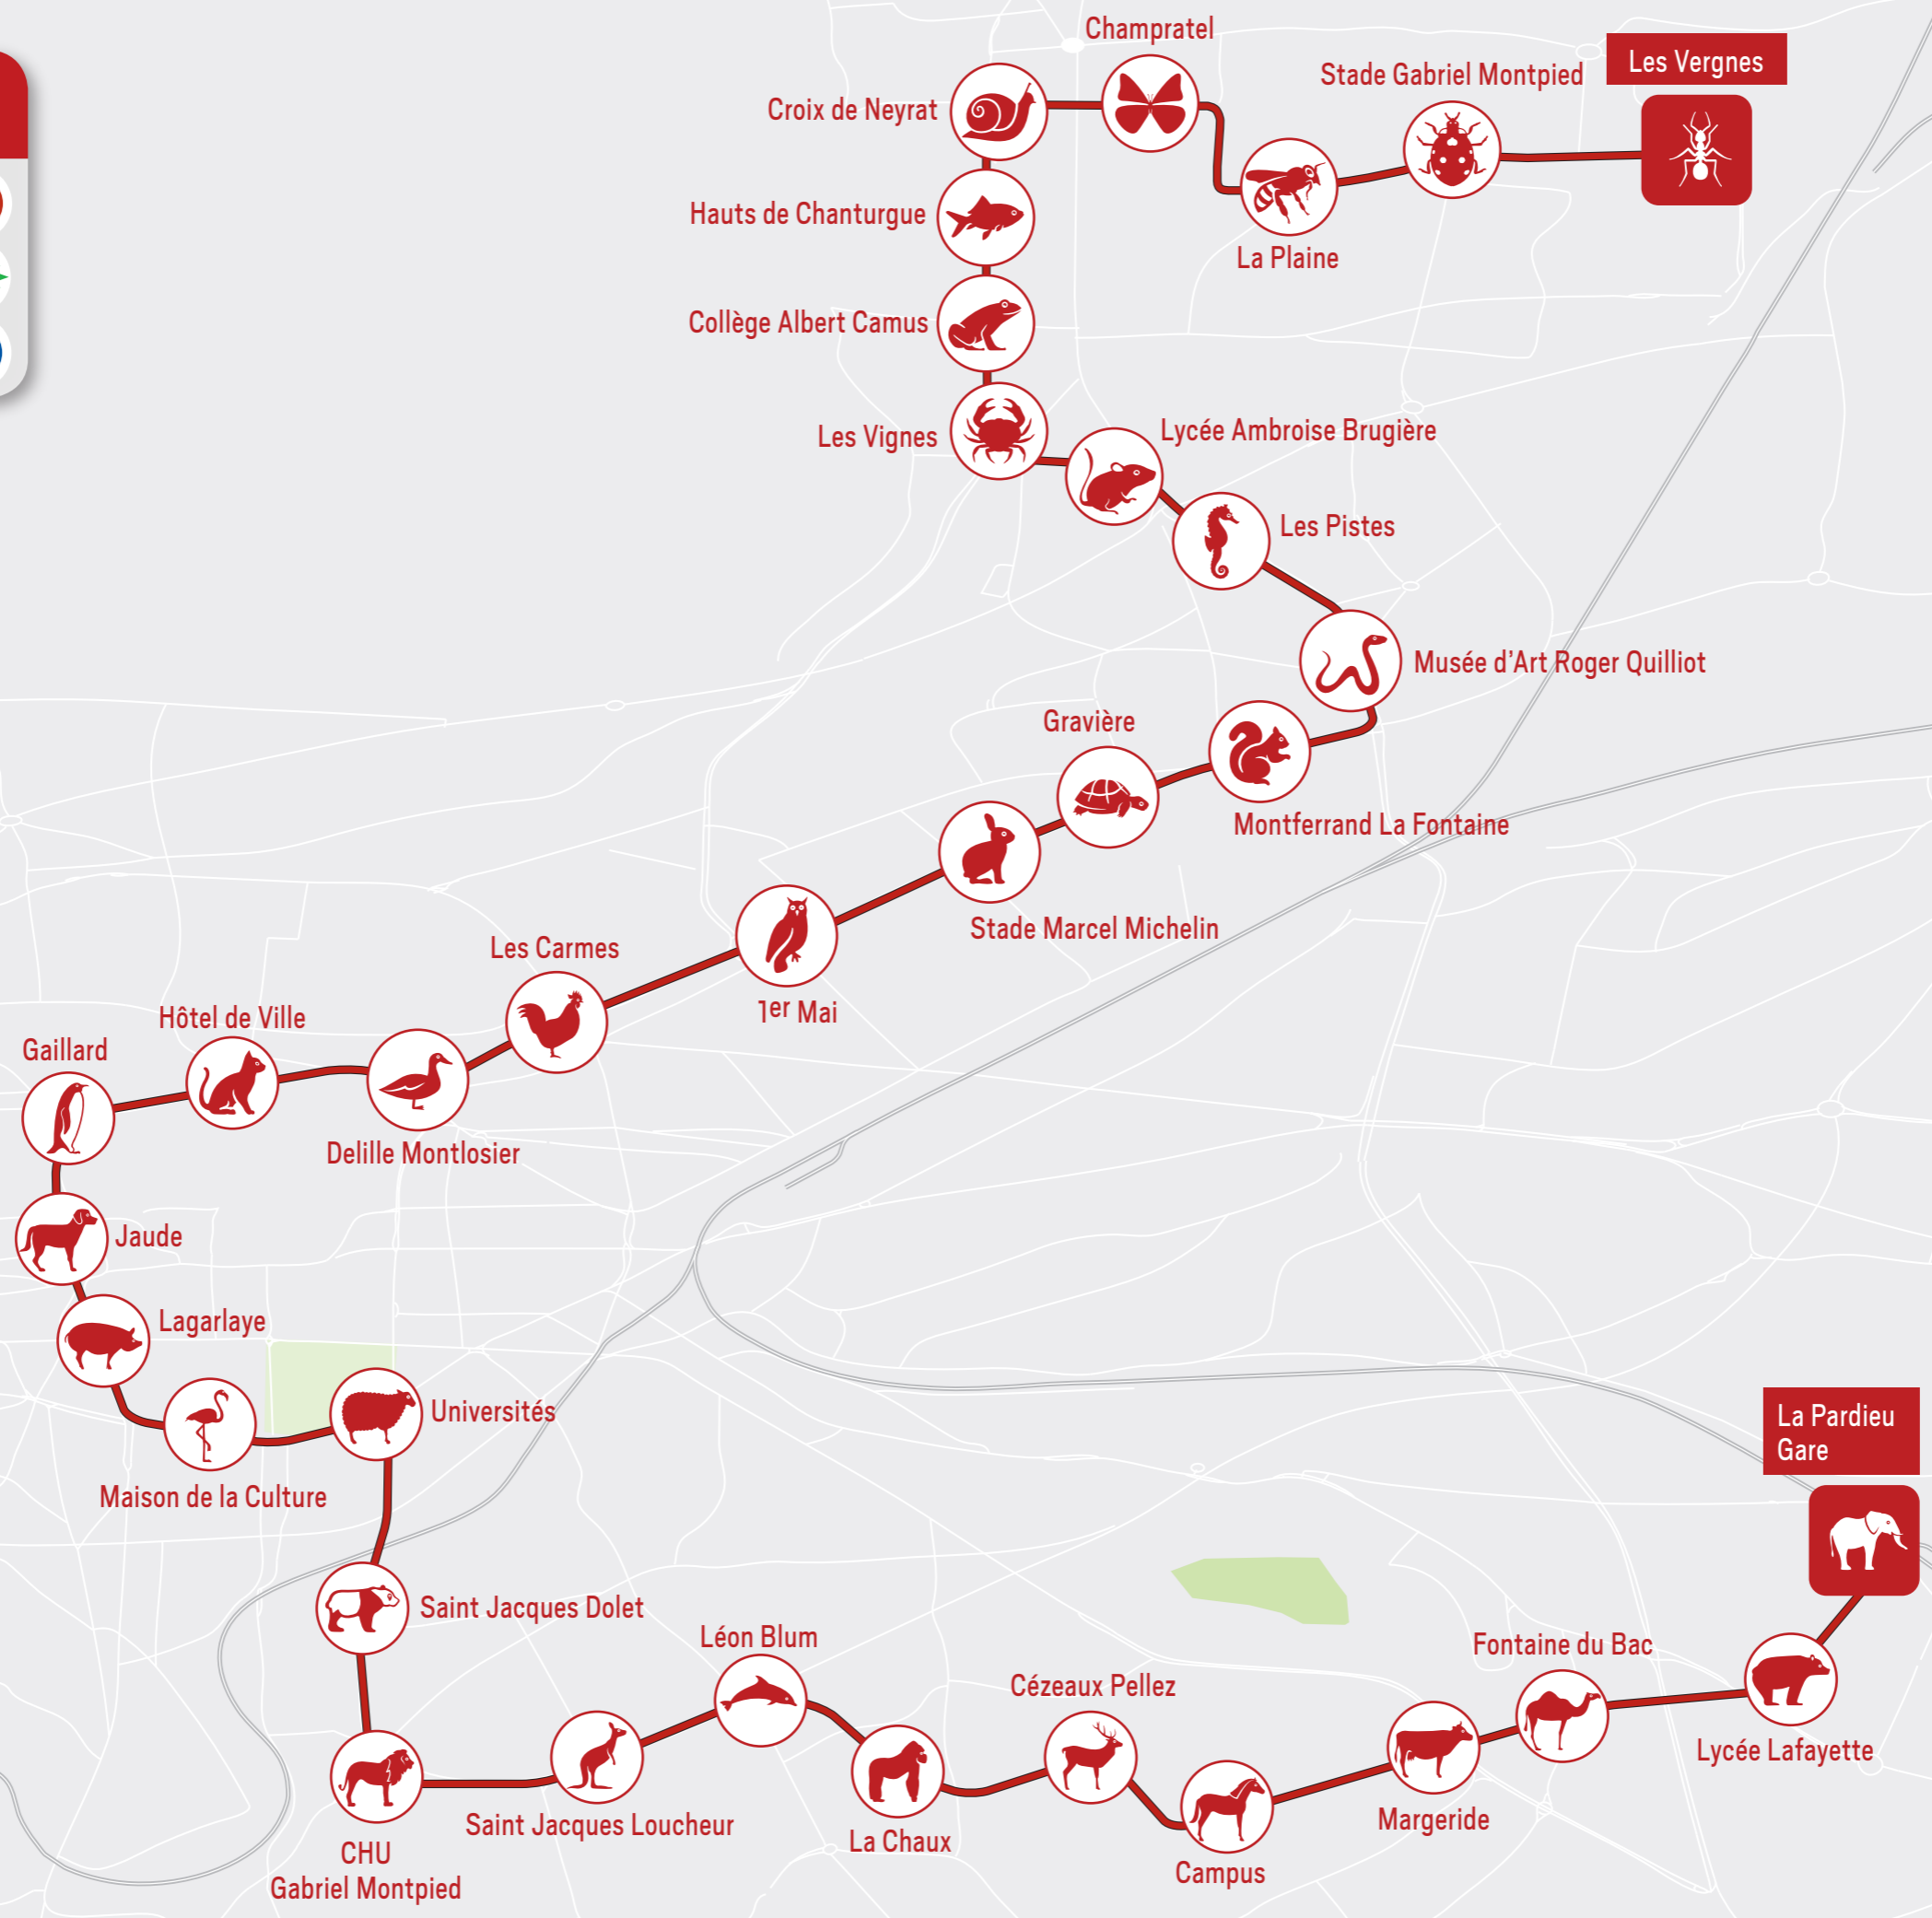 Champratel
Les Vergnes
Stade Gabriel Montpied
Croix de Neyrat
Hauts de Chanturgue
La Plaine
Collège Albert Camus
Les Vignes
Lycée Ambroise Brugière
Les Pistes
Musée d'Art Roger Quilliot
Gravière
Montferrand La Fontaine
Stade Marcel Michelin
Les Carmes
1er Mai
Hôtel de Ville
Gaillard
Delille Montlosier
Jaude
Lagarlaye
Universités
Maison de la Culture
La Pardieu
Gare
Saint Jacques Dolet
Léon Blum
Fontaine du Bac
Cézeaux Pellez
Lycée Lafayette
Saint Jacques Loucheur
Margeride
La Chaux
CHU
Gabriel Montpied
Campus